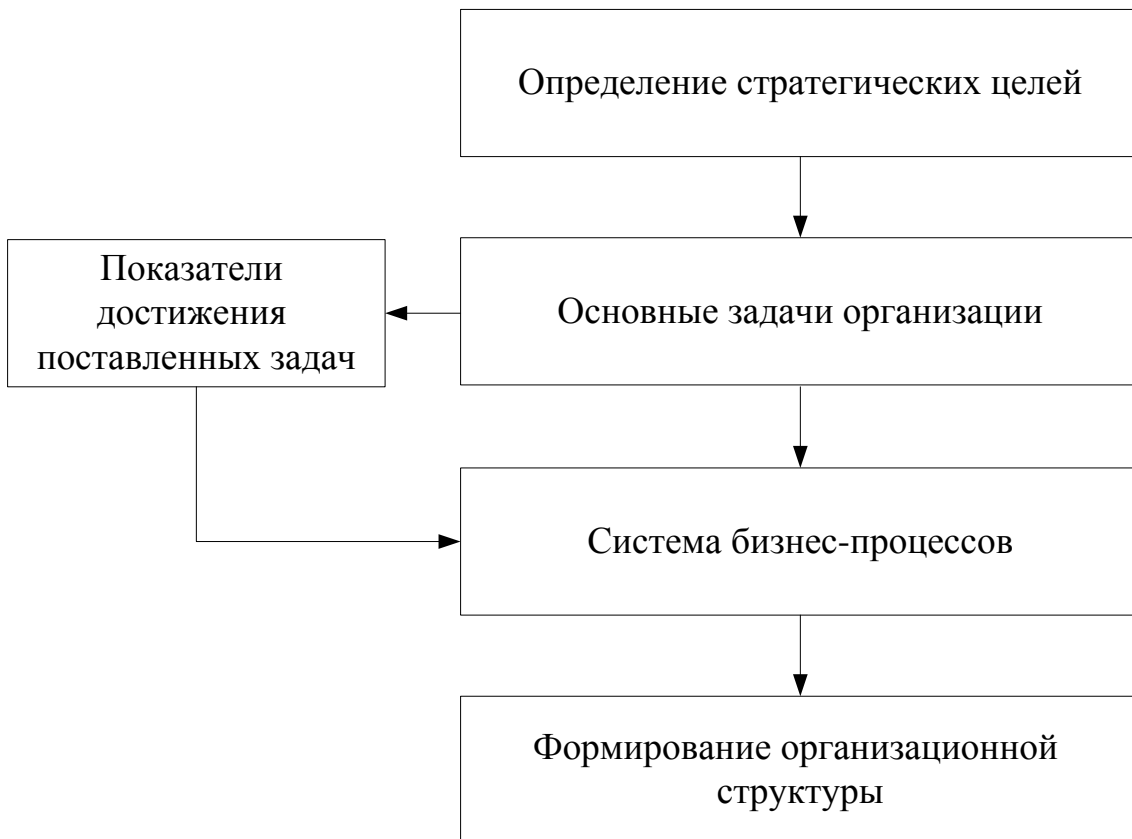 Определение стратегических целей
Показатели
достижения
поставленных задач
Основные задачи организации
Система бизнес-процессов
Формирование организационной
структуры